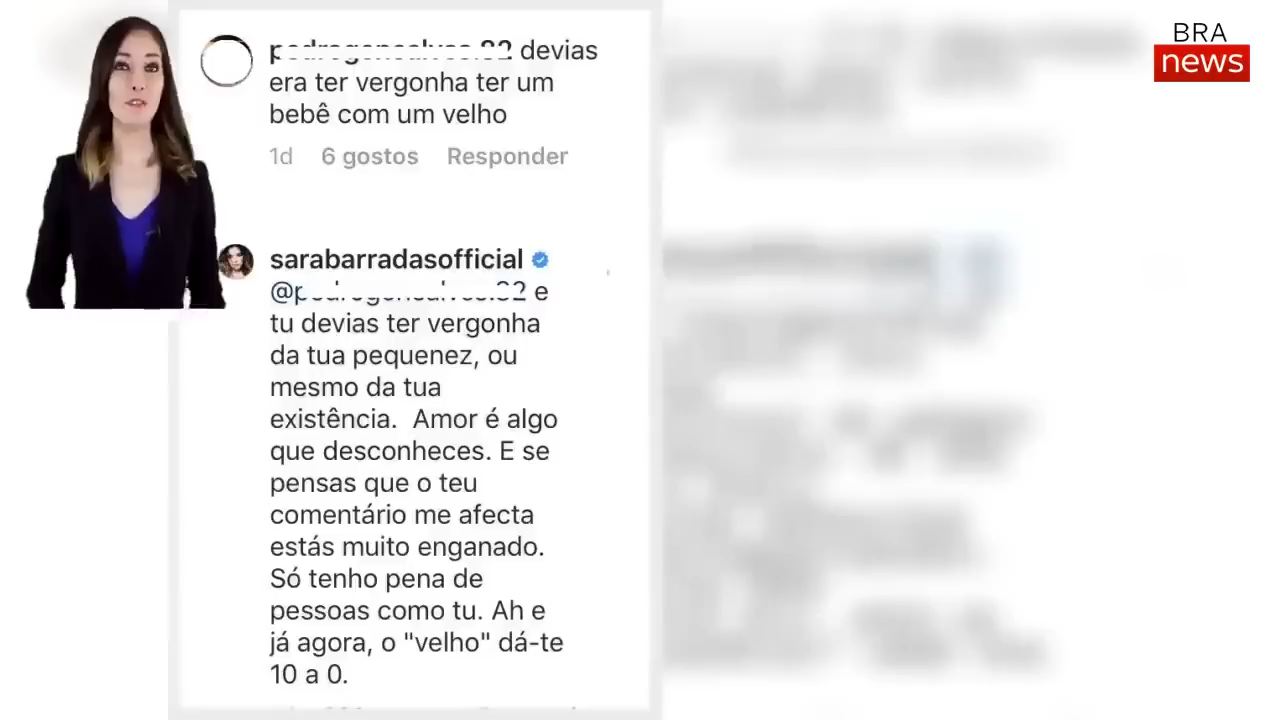 devias
era ter vergonha ter um
bebê com um velho
1d 6 gostos Responder
sarabarradasofficial
e
tu devias ter vergonha
da tua pequenez, ou
mesmo da tua
existência. Amor é algo
que desconheces. E se
pensas que o teu
comentário me afecta
estás muito enganado.
Só tenho pena de
pessoas como tu. Ah e
já agora, o "velho" dá-te
10 a 0.
BRA
news